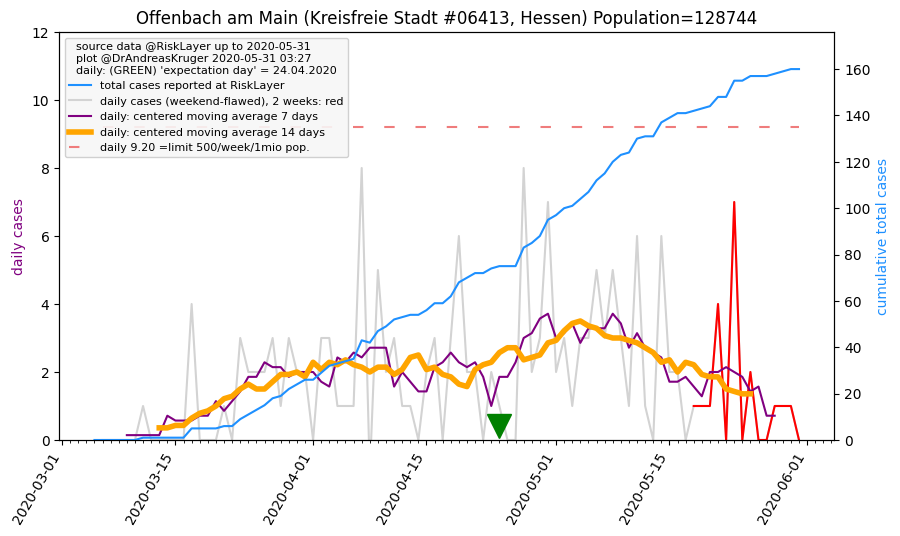 Offenbach am Main (Kreisfreie Stadt #06413, Hessen) Population=128744
source data @RiskLayer up to 2020-05-31
plot @DrAndreasKruger 2020-05-31 03:27
daily: (GREEN) 'expectation day' = 24.04.2020
total cases reported at RiskLayer
daily cases (weekend-flawed), 2 weeks: red
daily: centered moving average 7 days
daily: centered moving average 14 days
daily 9.20 =limit 500/week/1mio pop.
daily cases
12
10
8
6
4
2
0
160
140
120
100
80
60
40
20
0
cumulative total cases
2020-03-01
2020-03-15
2020-04-01
2020-04-15
2020-05-01
2020-05-15
2020-06-01